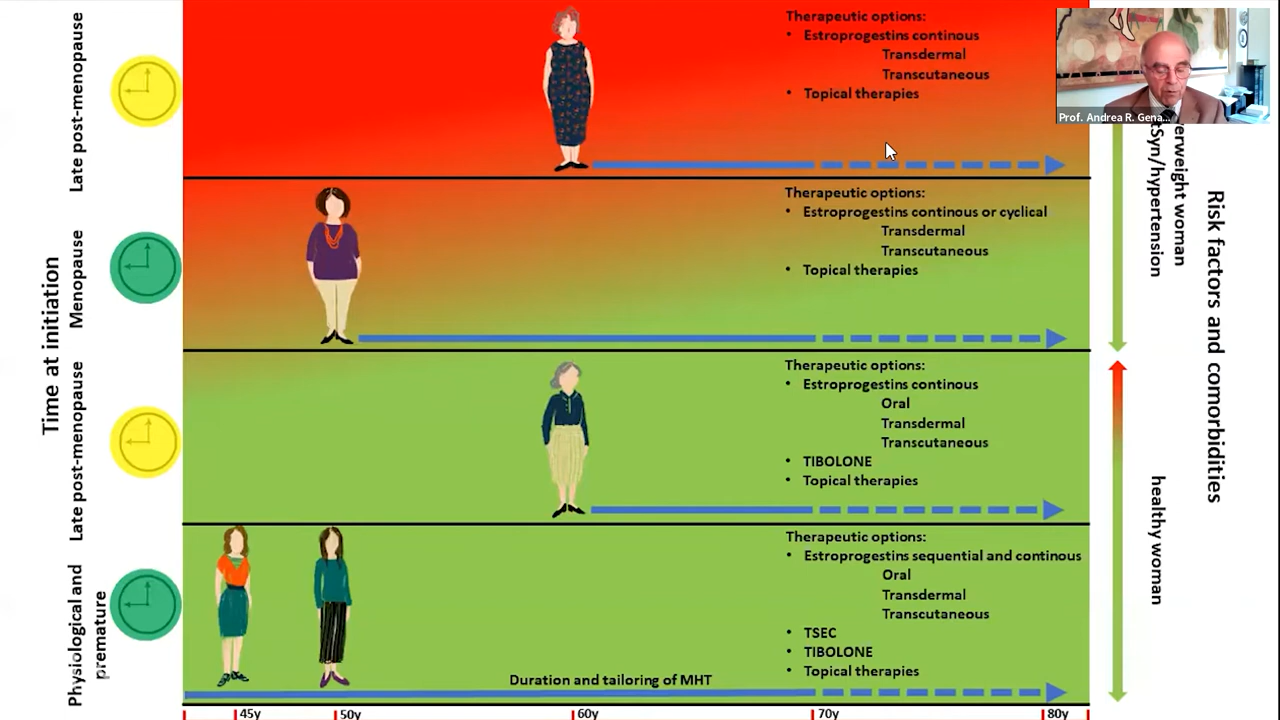 Time at initiation
Late post-menopause
Therapeutic options:
• Estroprogestins continous
Transdermal
Transcutaneous
• Topical therapies
Prof. Andrea R. Gena...
Menopause
Therapeutic options:
• Estroprogestins continous or cyclical
Transdermal
Transcutaneous
• Topical therapies
Late post-menopause
Therapeutic options:
• Estroprogestins continous
Oral
Transdermal
Transcutaneous
• TIBOLONE
• Topical therapies
Physiological and
premature
Therapeutic options:
• Estroprogestins sequential and continous
Oral
Transdermal
Transcutaneous
• TSEC
• TIBOLONE
• Topical therapies
Duration and tailoring of MHT
45y 50y 60y 70y 80y
Risk factors and comorbidities
erweight woman
tSyn/hypertension
healthy woman